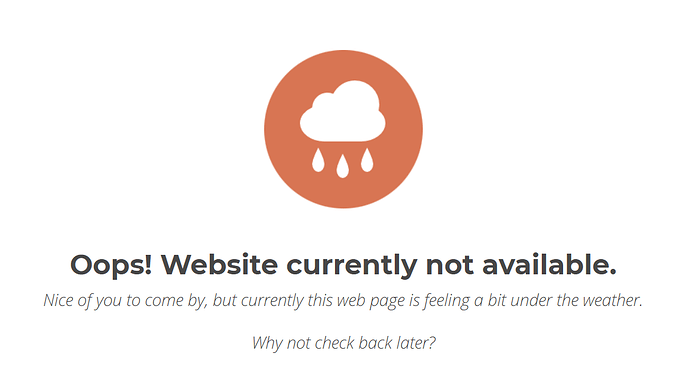 Oops! Website currently not available.
Nice of you to come by, but currently this web page is feeling a bit under the weather.
Why not check back later?